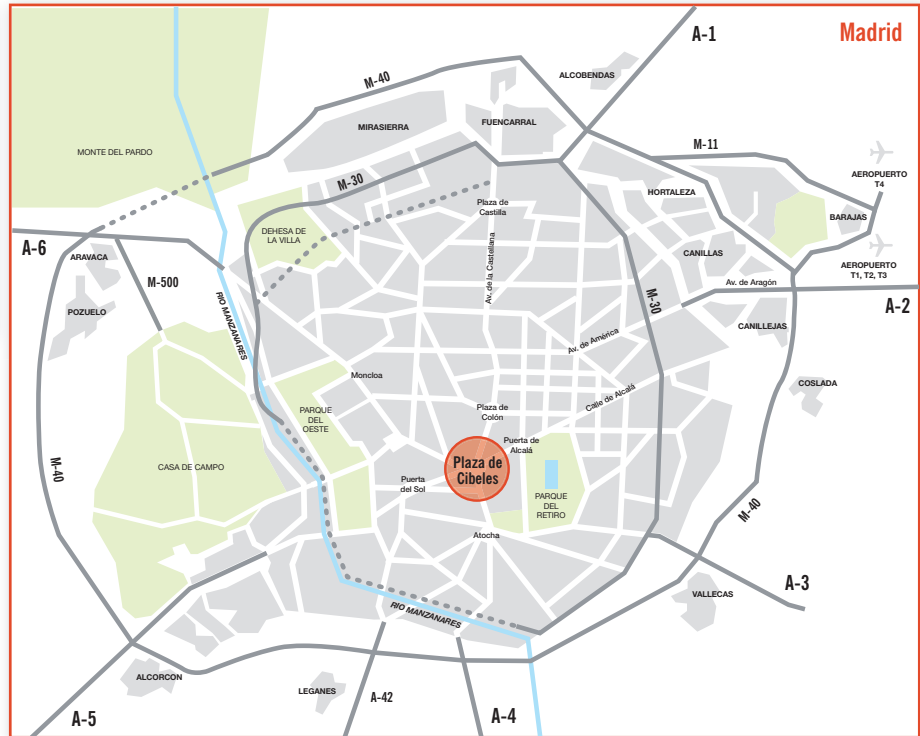 Madrid
A-1
ALCOBENDAS
M-40
FUENCARRAL
MIRASIERRA
M-11
MONTE DEL PARDO
AEROPUERTO
T4
M-30
HORTALEZA
Plaza de
Castilla
BARAJAS
DEHESA DE
LA VILLA
A-6
ARAVACA
CANILLAS
AEROPUERTO
T1, T2, T3
M-500
Av. de la Castellana
Av. de Aragón
M-30
A-2
POZUELO
RIO MANZANARES
CANILLEJAS
Av. de América
Moncloa
COSLADA
Calle de Alcalá
PARQUE
DEL
OESTE
Plaza de
Colón
Puerta de
Alcalá
Plaza de
Cibeles
CASA DE CAMPO
M-40
Puerta
del Sol
PARQUE
DEL
RETIRO
M-40
Atocha
A-3
VALLECAS
RIO MANZANARES
ALCORCON
LEGANES
A-42
A-5
A-4